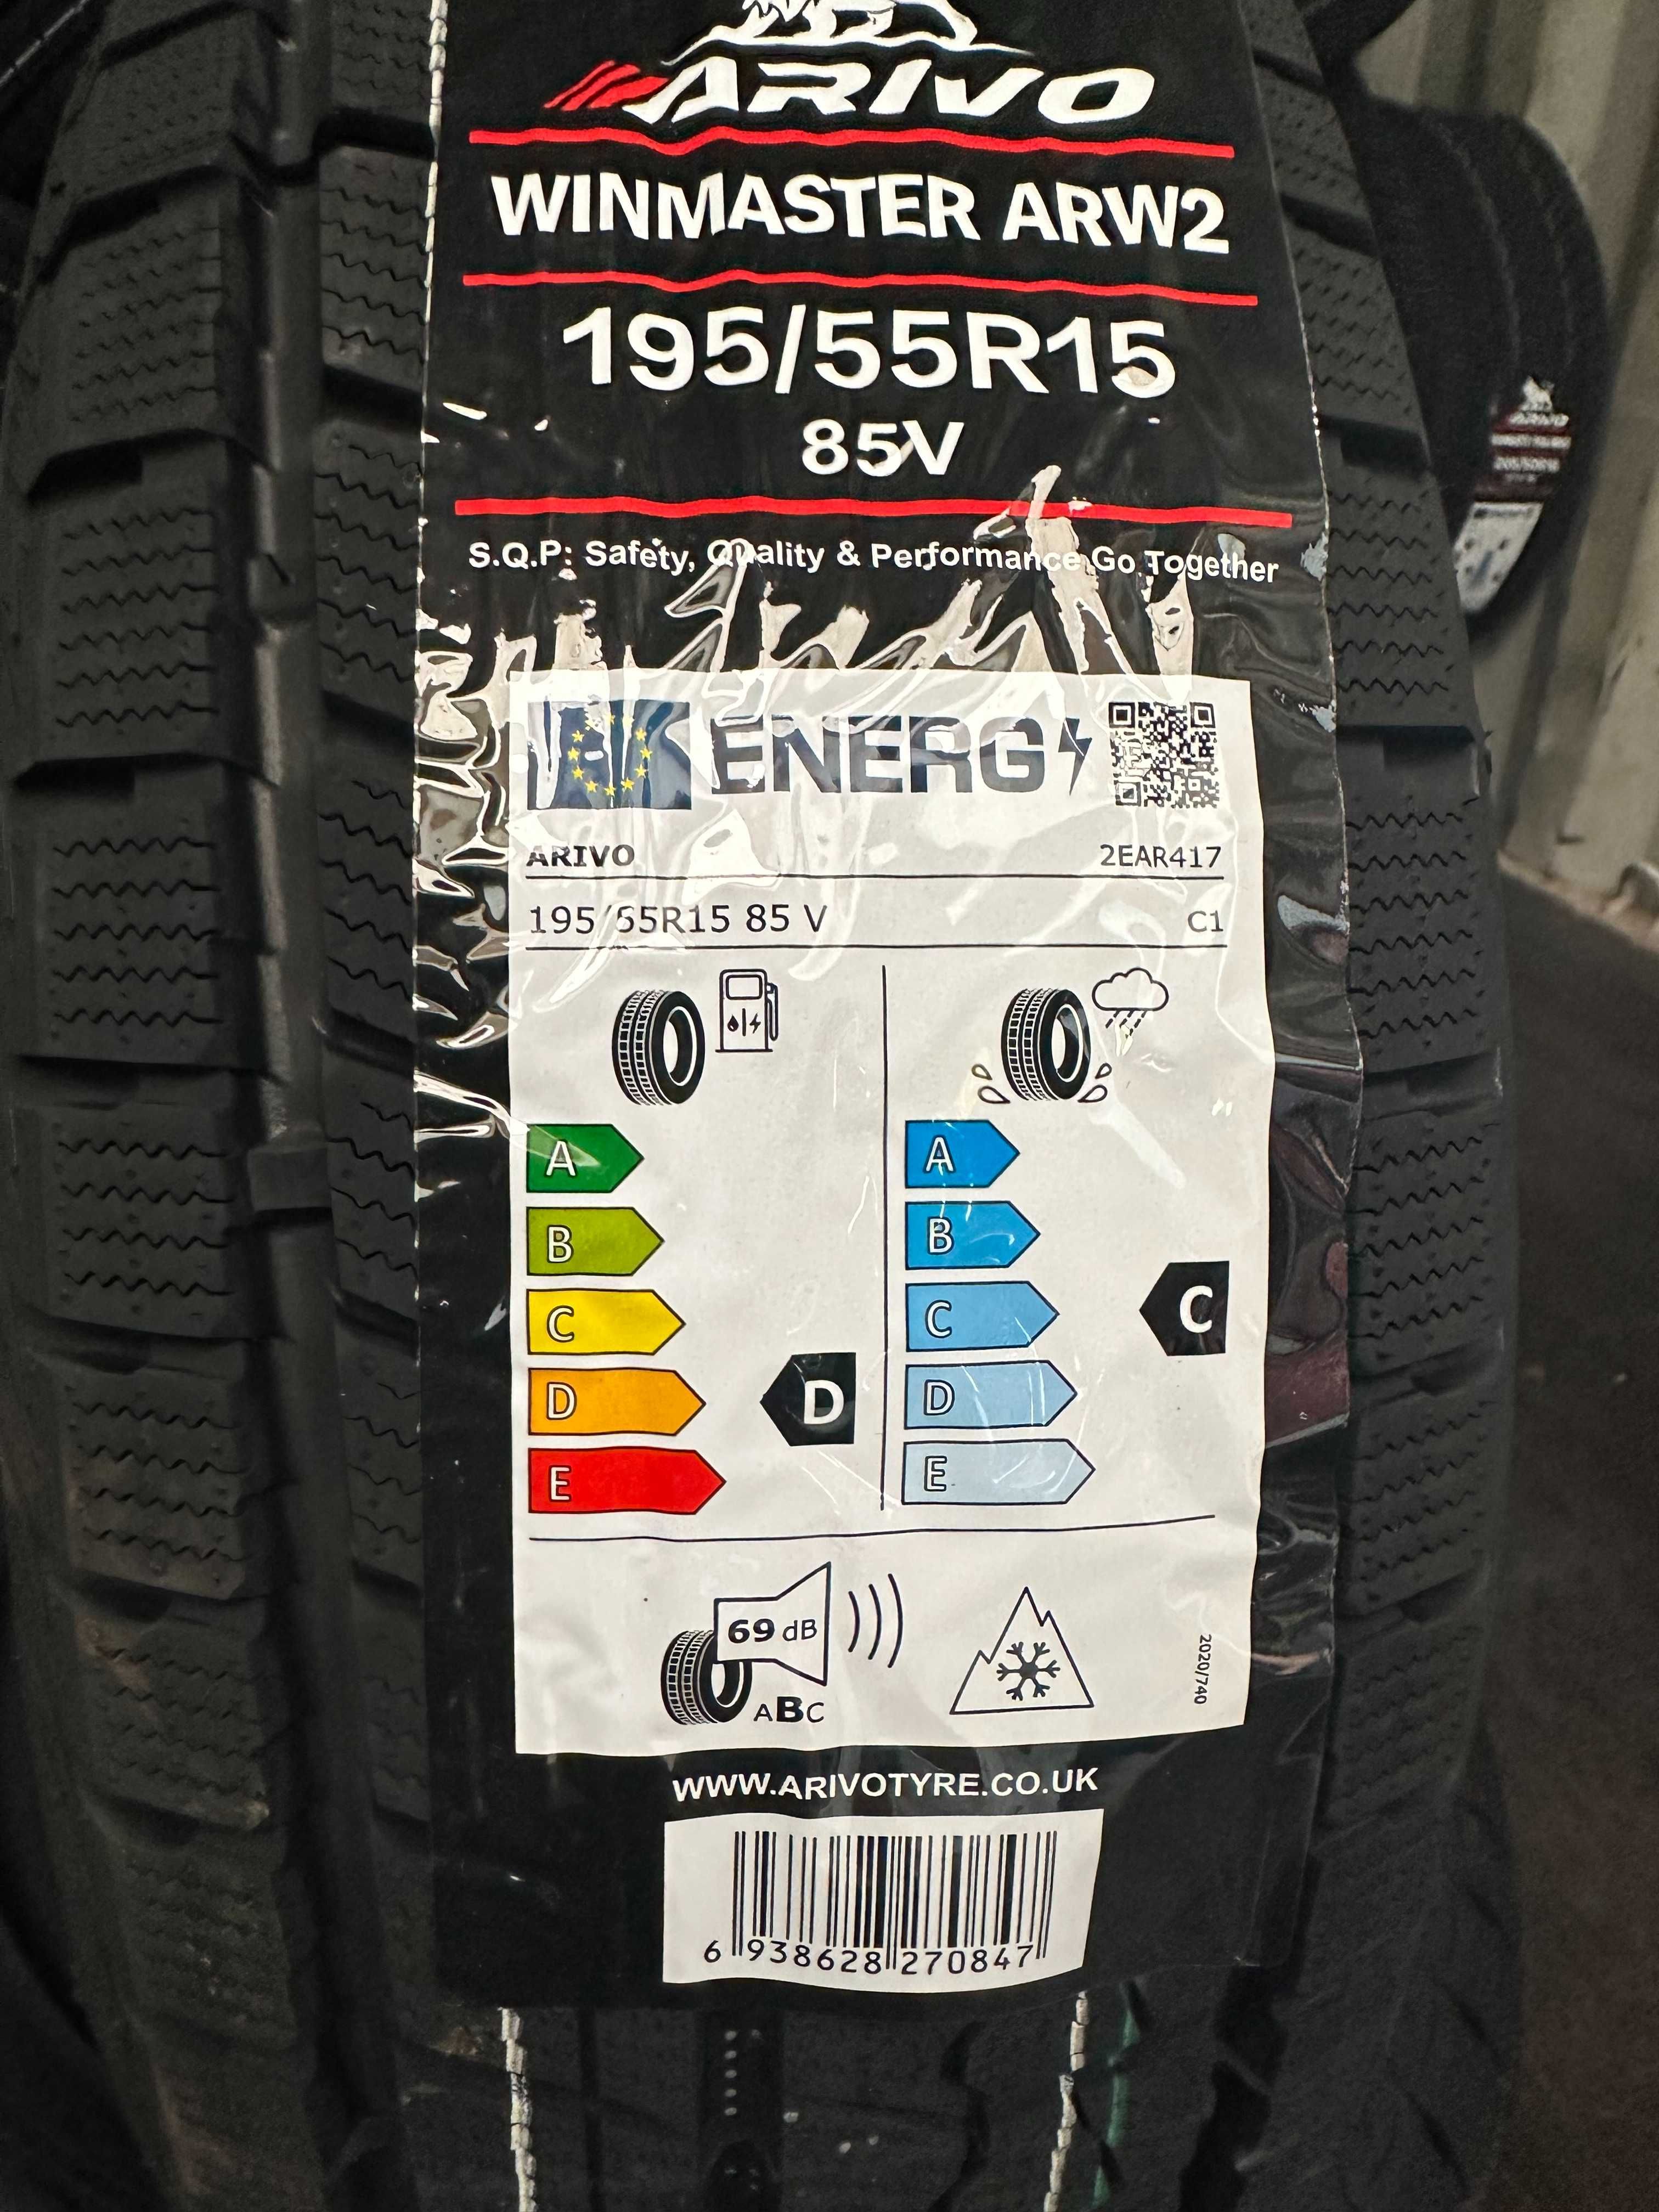 ARIVO
WINMASTER ARW2
195/55R15
85V
S.Q.P: Safety, Quality & Performance Go Together
ENERG
ARIVO 2EAR417
195/55R15 85 V C1
A A
B B
C C C
D D D
E E
69 dB
ABC
2020/740
WWW.ARIVOTYRE.CO.UK
6 938628 270847
ARIVO